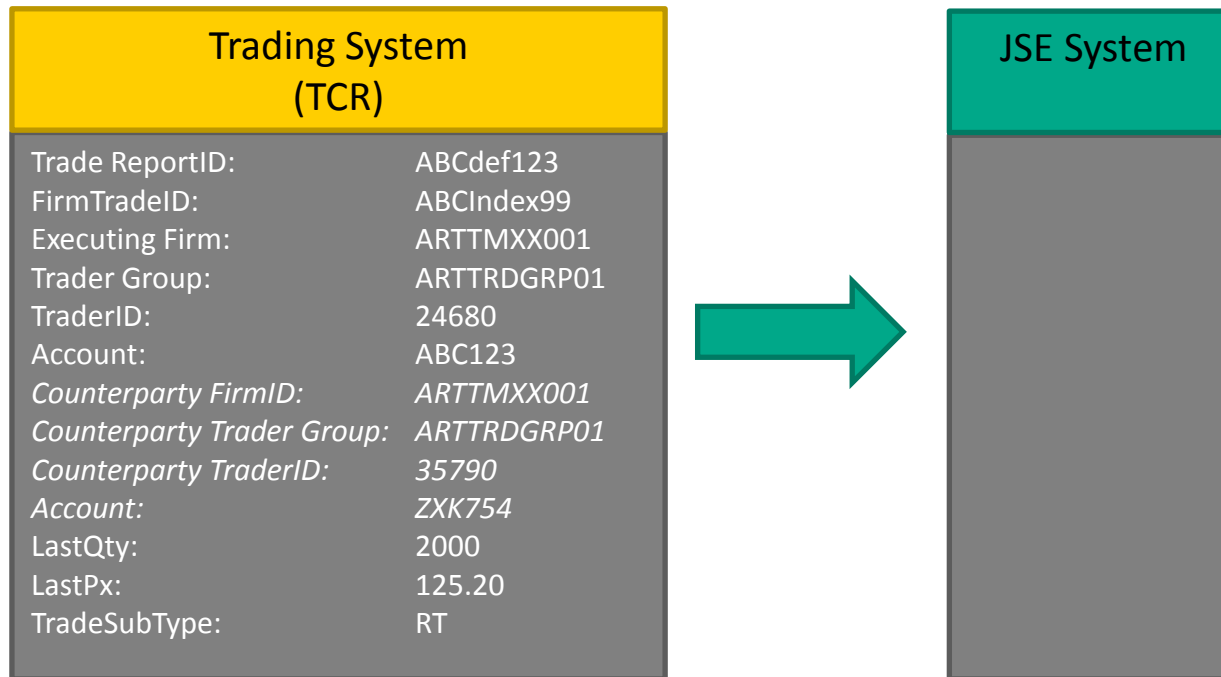 Trading System
(TCR)
JSE System
Trade ReportID: ABCdef123
FirmTradeID: ABCIndex99
Executing Firm: ARTTMXX001
Trader Group: ARTTRDGRP01
TraderID: 24680
Account: ABC123
Counterparty FirmID: ARTTMXX001
Counterparty Trader Group: ARTTRDGRP01
Counterparty TraderID: 35790
Account: ZXK754
LastQty: 2000
LastPx: 125.20
TradeSubType: RT